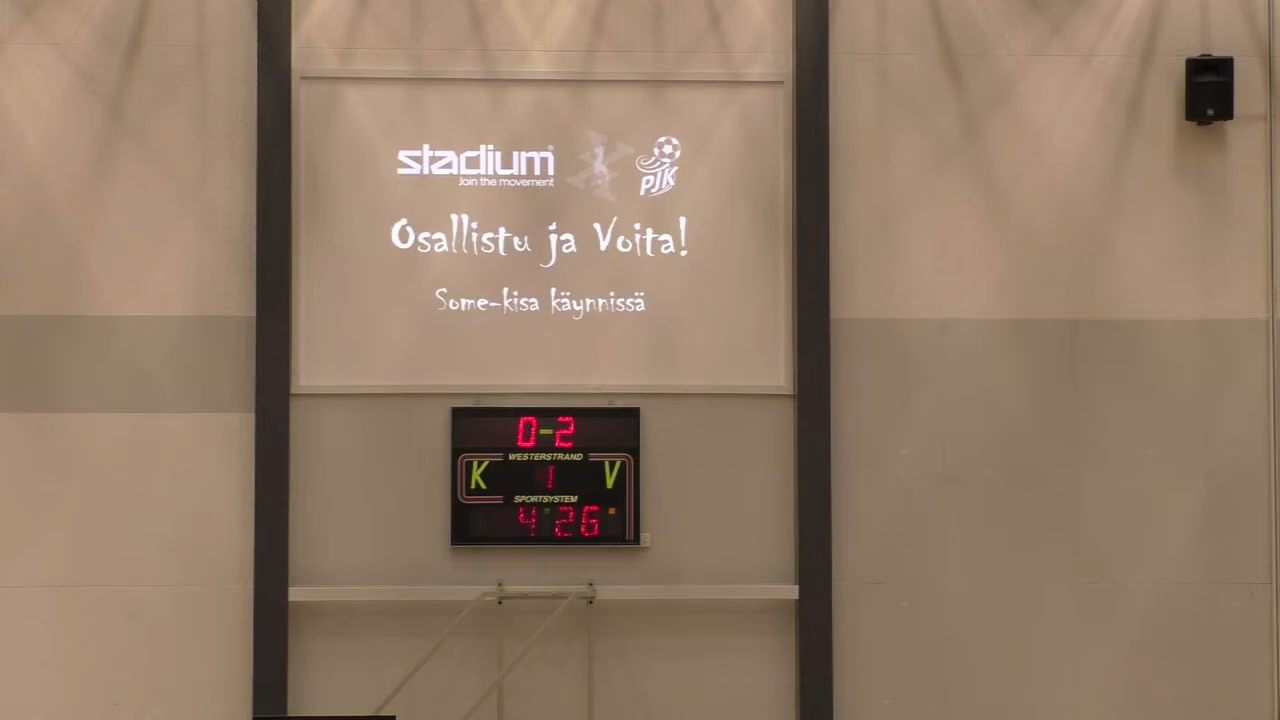 stadium
Join the movement
PJK
Osallistu ja Voita!
Some-kisa käynnissä
0-2
WESTERSTRAND
K 1 V
SPORTSYSTEM
4 26